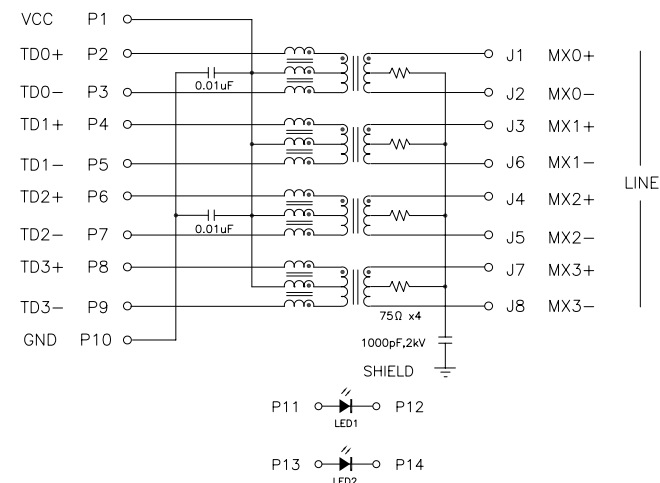 VCC P1
TD0+ P2 J1 MX0+
0.01uF
TD0- P3 J2 MX0-
TD1+ P4 J3 MX1+
TD1- P5 J6 MX1-
LINE
TD2+ P6 J4 MX2+
0.01uF
TD2- P7 J5 MX2-
TD3+ P8 J7 MX3+
TD3- P9 J8 MX3-
75Ω x4
GND P10 1000pF,2kV
SHIELD
P11 P12
LED1
P13 P14
LED2